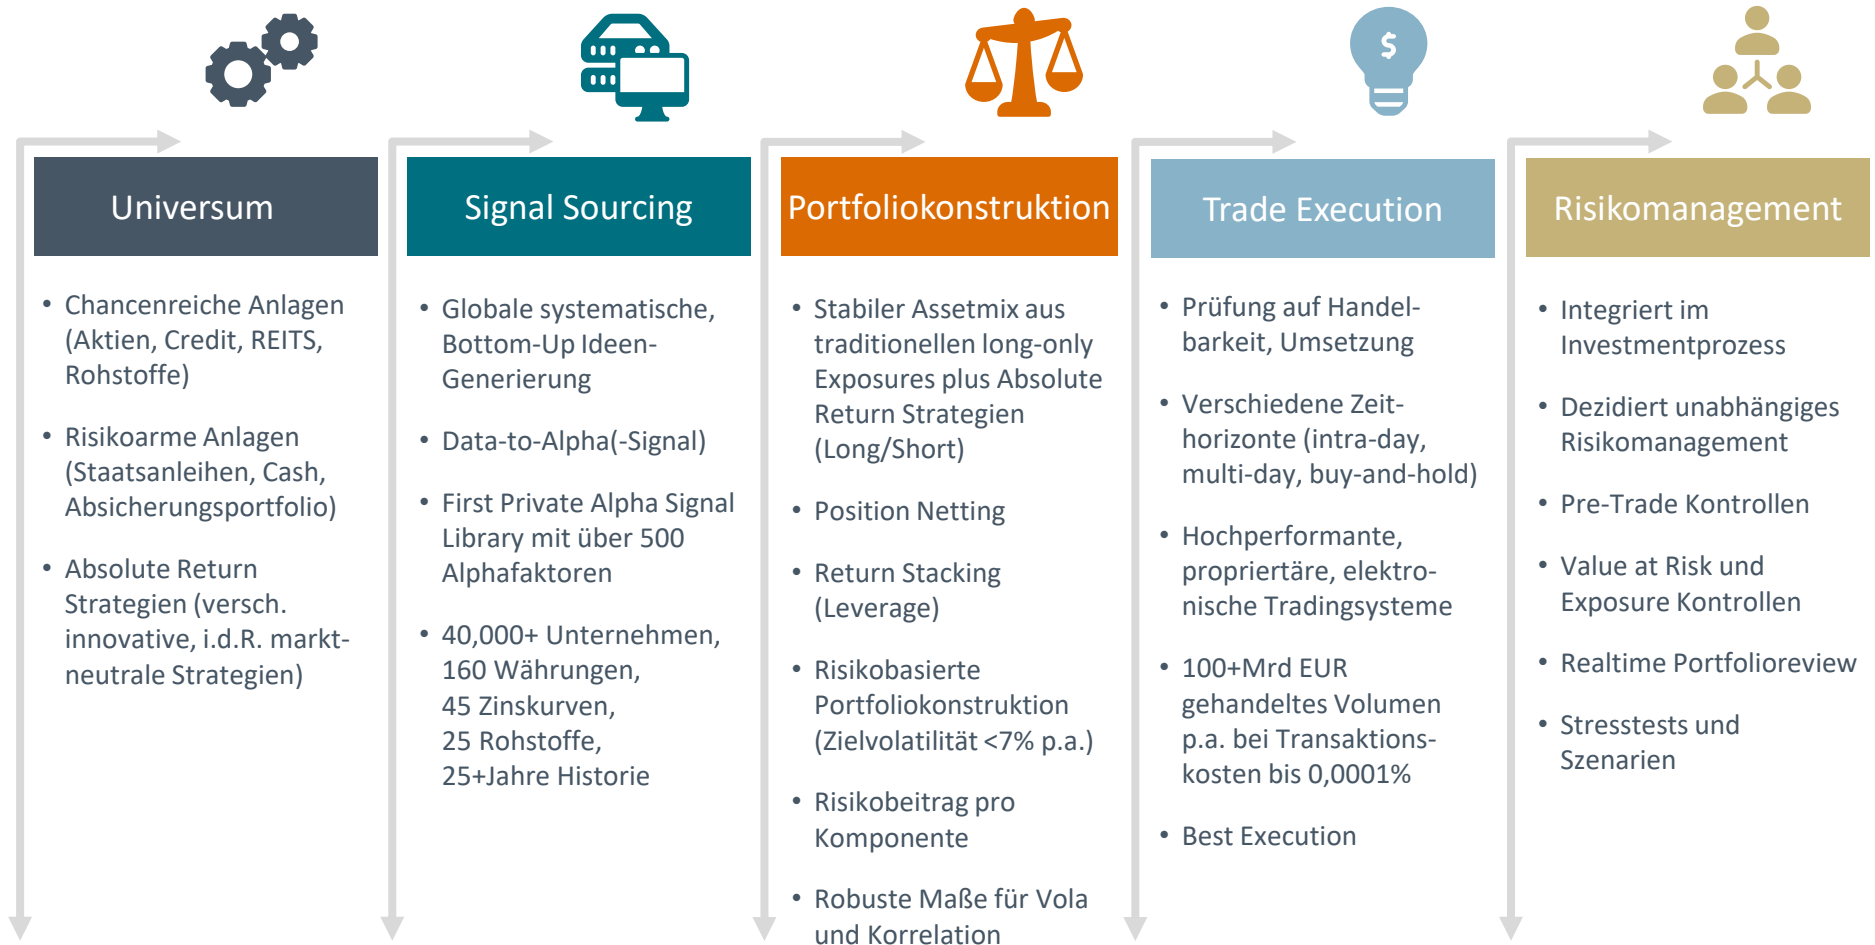 $
Universum
• Chancenreiche Anlagen
(Aktien, Credit, REITS,
Rohstoffe)
• Risikoarme Anlagen
(Staatsanleihen, Cash,
Absicherungsportfolio)
• Absolute Return
Strategien (versch.
innovative, i.d.R. markt-
neutrale Strategien)
Signal Sourcing
• Globale systematische,
Bottom-Up Ideen-
Generierung
• Data-to-Alpha(-Signal)
• First Private Alpha Signal
Library mit über 500
Alphafaktoren
• 40,000+ Unternehmen,
160 Währungen,
45 Zinskurven,
25 Rohstoffe,
25+Jahre Historie
Portfoliokonstruktion
• Stabiler Assetmix aus
traditionellen long-only
Exposures plus Absolute
Return Strategien
(Long/Short)
• Position Netting
• Return Stacking
(Leverage)
• Risikobasierte
Portfoliokonstruktion
(Zielvolatilität <7% p.a.)
• Risikobeitrag pro
Komponente
• Robuste Maße für Vola
und Korrelation
Trade Execution
• Prüfung auf Handel-
barkeit, Umsetzung
• Verschiedene Zeit-
horizonte (intra-day,
multi-day, buy-and-hold)
• Hochperformante,
propriertäre, elektro-
nische Tradingsysteme
• 100+Mrd EUR
gehandeltes Volumen
p.a. bei Transaktions-
kosten bis 0,0001%
• Best Execution
Risikomanagement
• Integriert im
Investmentprozess
• Dezidiert unabhängiges
Risikomanagement
• Pre-Trade Kontrollen
• Value at Risk und
Exposure Kontrollen
• Realtime Portfolioreview
• Stresstests und
Szenarien